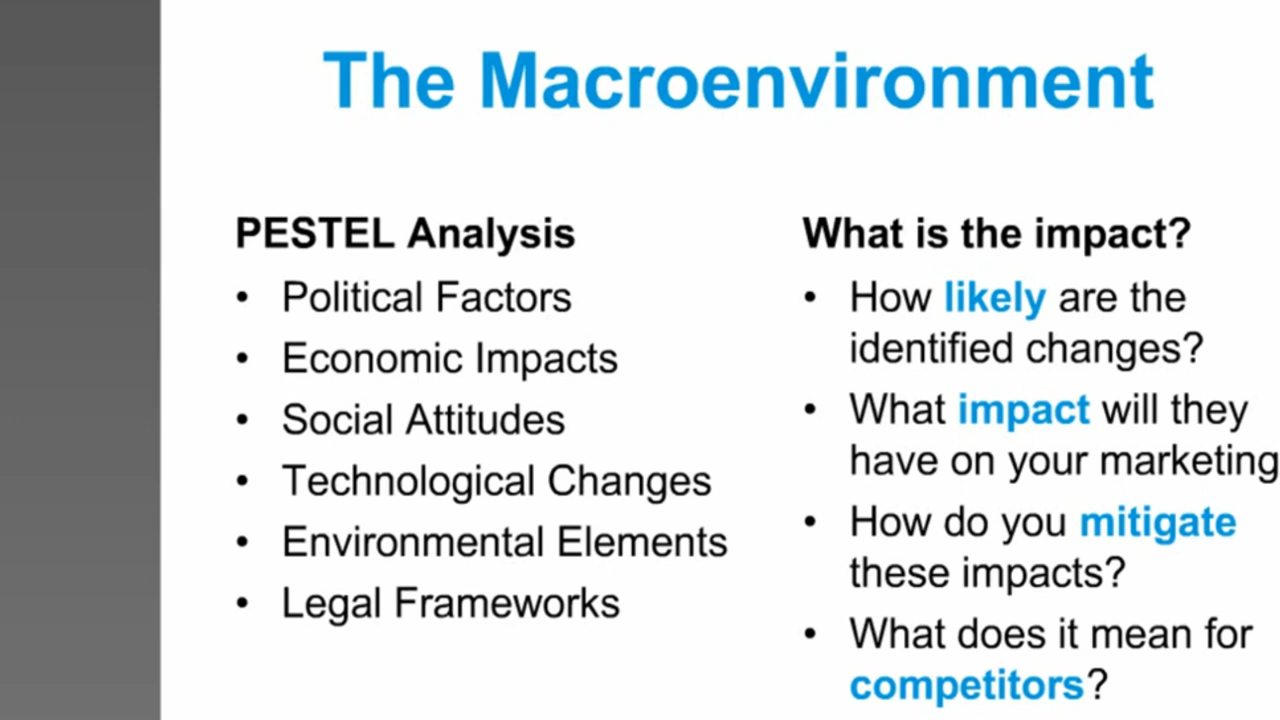 The Macroenvironment
PESTEL Analysis
• Political Factors
• Economic Impacts
• Social Attitudes
• Technological Changes
• Environmental Elements
• Legal Frameworks
What is the impact?
• How likely are the
identified changes?
• What impact will they
have on your marketing
• How do you mitigate
these impacts?
• What does it mean for
competitors?